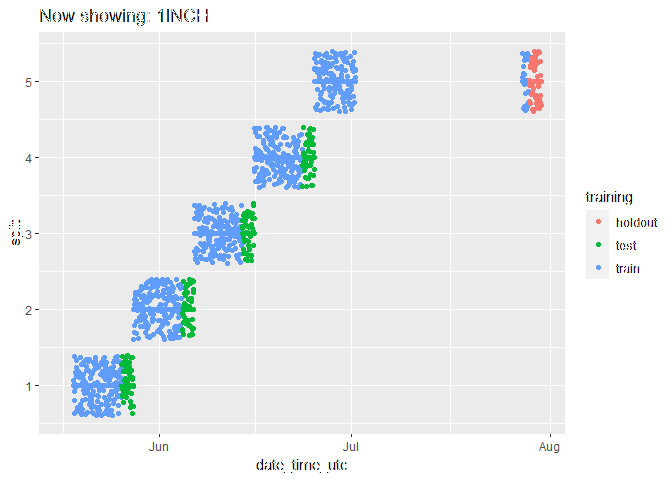 Now showing: 1INCH
5
4
3
2
1
split
Jun
Jul
Aug
date_time_utc
training
holdout
test
train